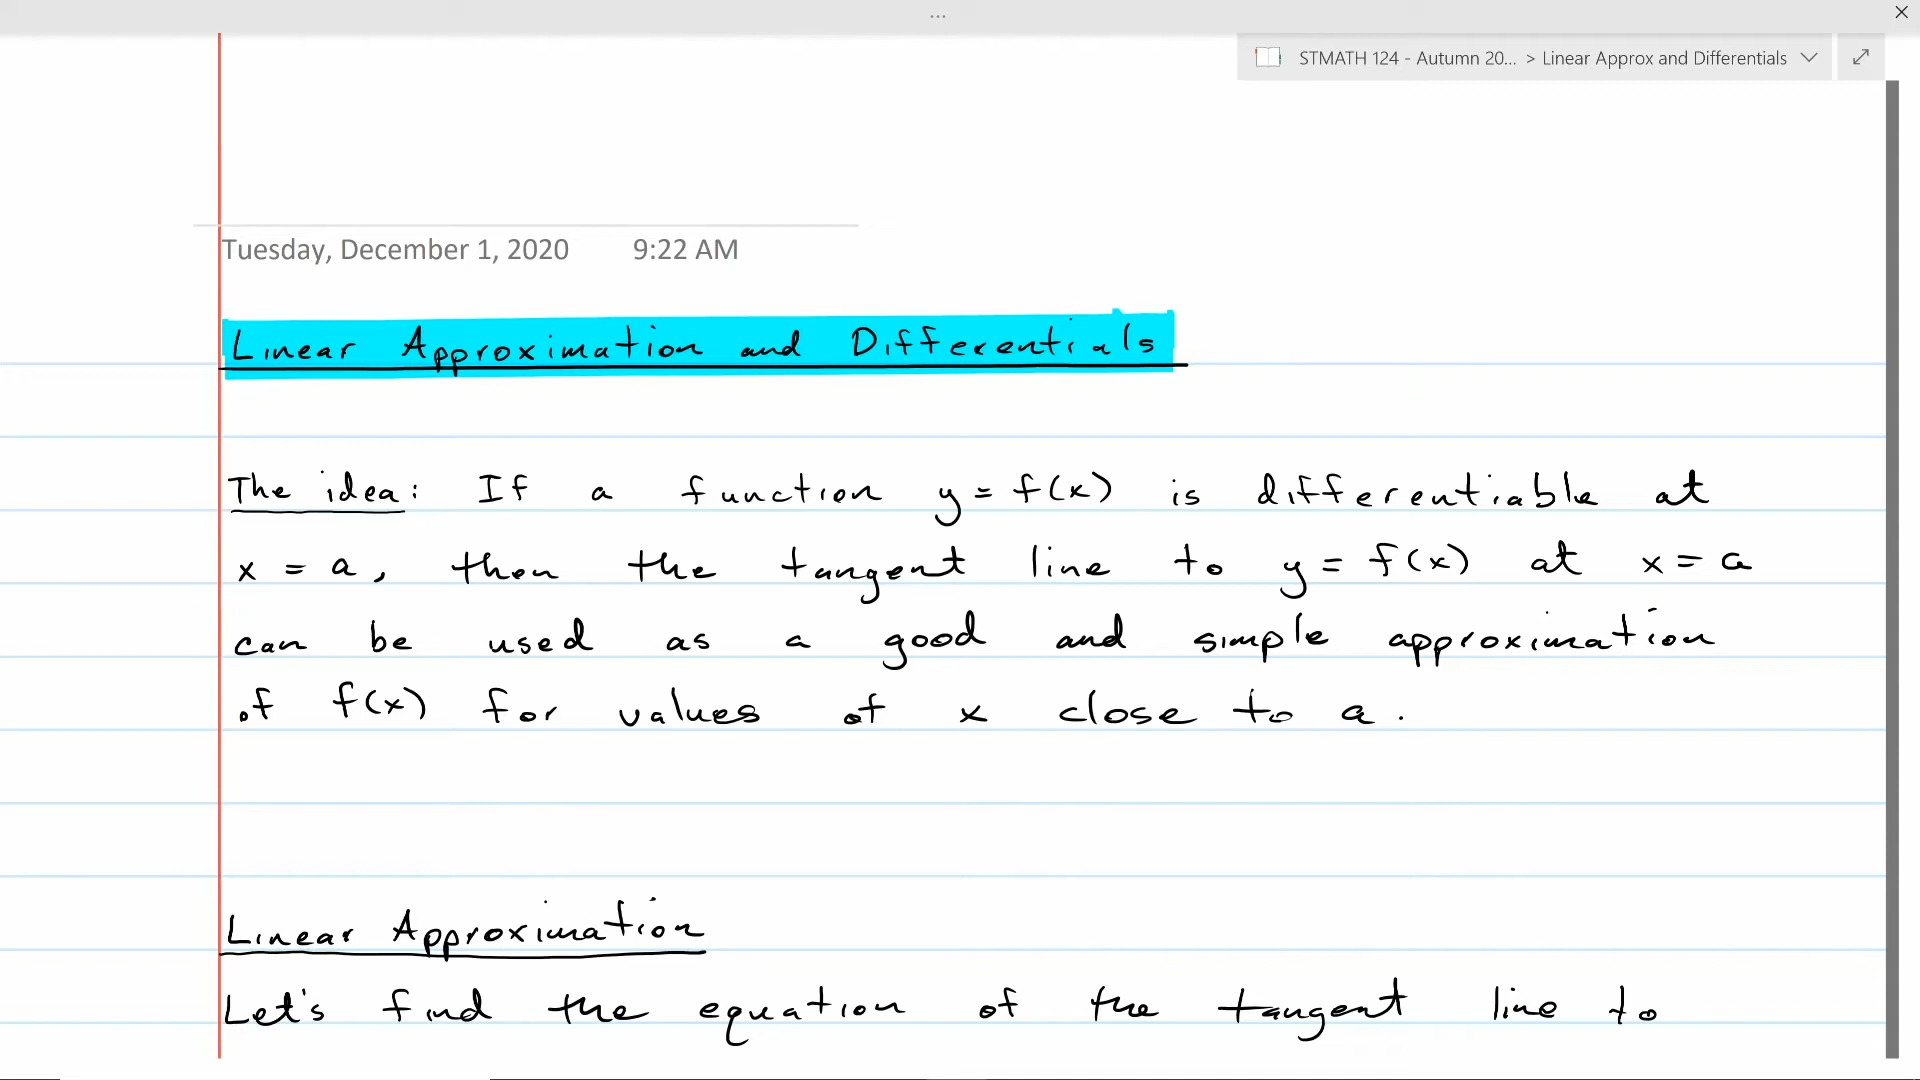 ...
STMATH 124 - Autumn 20... > Linear Approx and Differentials
Tuesday, December 1, 2020 9:22 AM
Linear Approximation and Differentials
The idea: If a function y = f(x) is differentiable at
x = a, then the tangent line to y = f(x) at x = a
can be used as a good and simple approximation
of f(x) for values of x close to a.
Linear Approximation
Let's find the equation of the tangent line to